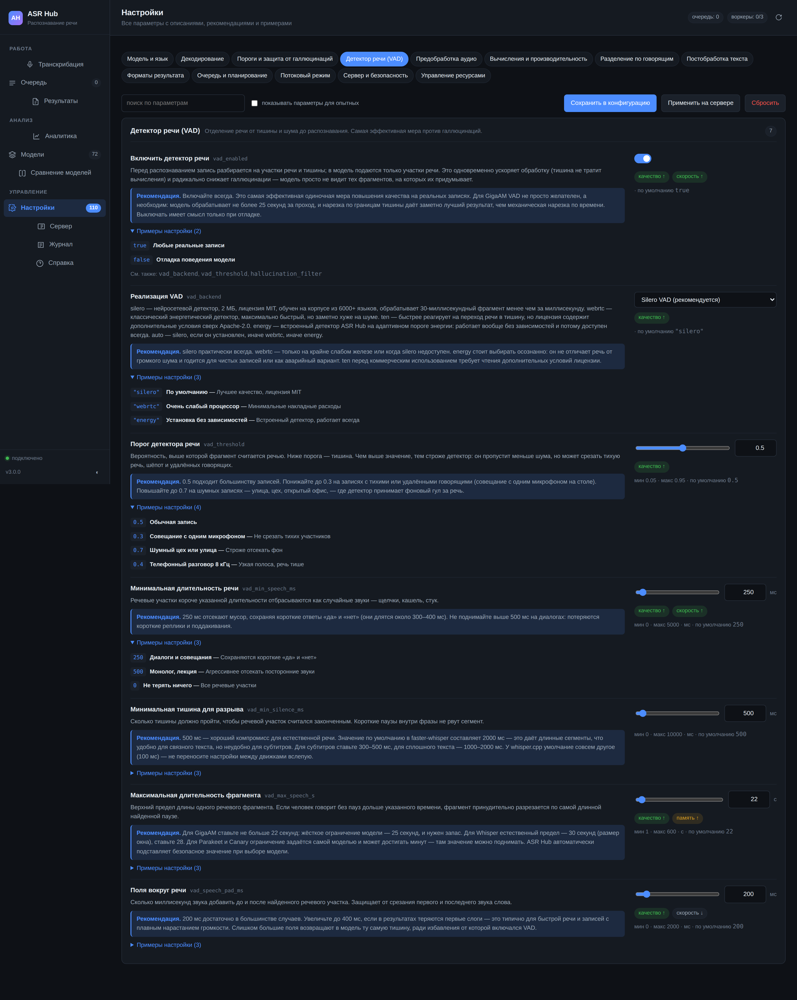 AH
ASR Hub
Распознавание речи
РАБОТА
Транскрибация
Очередь 0
Результаты
АНАЛИЗ
Аналитика
Модели 72
Сравнение моделей
УПРАВЛЕНИЕ
Настройки 110
Сервер
Журнал
Справка
подключено
v3.0.0
Настройки
Все параметры с описаниями, рекомендациями и примерами
очередь: 0 воркеры: 0/3
Модель и язык Декодирование Пороги и защита от галлюцинаций Детектор речи (VAD) Предобработка аудио Вычисления и производительность Разделение по говорящим Постобработка текста
Форматы результата Очередь и планирование Потоковый режим Сервер и безопасность Управление ресурсами
поиск по параметрам показывать параметры для опытных Сохранить в конфигурацию Применить на сервере Сбросить
Детектор речи (VAD) Отделение речи от тишины и шума до распознавания. Самая эффективная мера против галлюцинаций. 7
Включить детектор речи vad_enabled
Перед распознаванием запись разбирается на участки речи и тишины; в модель подаются только участки речи. Это одновременно ускоряет обработку (тишина не тратит
вычисления) и радикально снижает галлюцинации — модель просто не видит тех фрагментов, на которых их придумывает.
Рекомендация. Включайте всегда. Это самая эффективная одиночная мера повышения качества на реальных записях. Для GigaAM VAD не просто желателен, а
необходим: модель обрабатывает не более 25 секунд за проход, и нарезка по границам тишины даёт заметно лучший результат, чем механическая нарезка по времени.
Выключать имеет смысл только при отладке.
Примеры настройки (2)
true Любые реальные записи
false Отладка поведения модели
См. также: vad_backend, vad_threshold, hallucination_filter
качество ↑ скорость ↑
· по умолчанию true
Реализация VAD vad_backend
silero — нейросетевой детектор, 2 МБ, лицензия MIT, обучен на корпусе из 6000+ языков, обрабатывает 30-миллисекундный фрагмент менее чем за миллисекунду. webrtc —
классический энергетический детектор, максимально быстрый, но заметно хуже на шуме. ten — быстрее реагирует на переход речи в тишину, но лицензия содержит
дополнительные условия сверх Apache-2.0. energy — встроенный детектор ASR Hub на адаптивном пороге энергии: работает вообще без зависимостей и потому доступен
всегда. auto — silero, если он установлен, иначе webrtc, иначе energy.
Рекомендация. silero практически всегда. webrtc — только на крайне слабом железе или когда silero недоступен. energy стоит выбирать осознанно: он не отличает речь от
громкого шума и годится для чистых записей или как аварийный вариант. ten перед коммерческим использованием требует чтения дополнительных условий лицензии.
Примеры настройки (3)
"silero" По умолчанию — Лучшее качество, лицензия MIT
"webrtc" Очень слабый процессор — Минимальные накладные расходы
"energy" Установка без зависимостей — Встроенный детектор, работает всегда
Silero VAD (рекомендуется)
качество ↑
· по умолчанию "silero"
Порог детектора речи vad_threshold
Вероятность, выше которой фрагмент считается речью. Ниже порога — тишина. Чем выше значение, тем строже детектор: он пропустит меньше шума, но может срезать тихую
речь, шёпот и удалённых говорящих.
Рекомендация. 0.5 подходит большинству записей. Понижайте до 0.3 на записях с тихими или удалёнными говорящими (совещание с одним микрофоном на столе).
Повышайте до 0.7 на шумных записях — улица, цех, открытый офис, — где детектор принимает фоновый гул за речь.
Примеры настройки (4)
0.5 Обычная запись
0.3 Совещание с одним микрофоном — Не срезать тихих участников
0.7 Шумный цех или улица — Строже отсекать фон
0.4 Телефонный разговор 8 кГц — Узкая полоса, речь тише
0.5
качество ↑
мин 0.05 · макс 0.95 · по умолчанию 0.5
Минимальная длительность речи vad_min_speech_ms
Речевые участки короче указанной длительности отбрасываются как случайные звуки — щелчки, кашель, стук.
Рекомендация. 250 мс отсекают мусор, сохраняя короткие ответы «да» и «нет» (они длятся около 300–400 мс). Не поднимайте выше 500 мс на диалогах: потеряются
короткие реплики и поддакивания.
Примеры настройки (3)
250 Диалоги и совещания — Сохраняются короткие «да» и «нет»
500 Монолог, лекция — Агрессивнее отсекать посторонние звуки
0 Не терять ничего — Все речевые участки
250 мс
качество ↑ скорость ↑
мин 0 · макс 5000 · мс · по умолчанию 250
Минимальная тишина для разрыва vad_min_silence_ms
Сколько тишины должно пройти, чтобы речевой участок считался законченным. Короткие паузы внутри фразы не рвут сегмент.
Рекомендация. 500 мс — хороший компромисс для естественной речи. Значение по умолчанию в faster-whisper составляет 2000 мс — это даёт длинные сегменты, что
удобно для связного текста, но неудобно для субтитров. Для субтитров ставьте 300–500 мс, для сплошного текста — 1000–2000 мс. У whisper.cpp умолчание совсем другое
(100 мс) — не переносите настройки между движками вслепую.
Примеры настройки (3)
500 мс
мин 0 · макс 10000 · мс · по умолчанию 500
Максимальная длительность фрагмента vad_max_speech_s
Верхний предел длины одного речевого фрагмента. Если человек говорит без пауз дольше указанного времени, фрагмент принудительно разрезается по самой длинной
найденной паузе.
Рекомендация. Для GigaAM ставьте не больше 22 секунд: жёсткое ограничение модели — 25 секунд, и нужен запас. Для Whisper естественный предел — 30 секунд (размер
окна), ставьте 28. Для Parakeet и Canary ограничение задаётся самой моделью и может достигать минут — там значение можно поднимать. ASR Hub автоматически
подставляет безопасное значение при выборе модели.
Примеры настройки (3)
22 с
качество ↑ память ↑
мин 1 · макс 600 · с · по умолчанию 22
Поля вокруг речи vad_speech_pad_ms
Сколько миллисекунд звука добавить до и после найденного речевого участка. Защищает от срезания первого и последнего звука слова.
Рекомендация. 200 мс достаточно в большинстве случаев. Увеличьте до 400 мс, если в результатах теряются первые слоги — это типично для быстрой речи и записей с
плавным нарастанием громкости. Слишком большие поля возвращают в модель ту самую тишину, ради избавления от которой включался VAD.
Примеры настройки (3)
200 мс
качество ↑ скорость ↓
мин 0 · макс 2000 · мс · по умолчанию 200